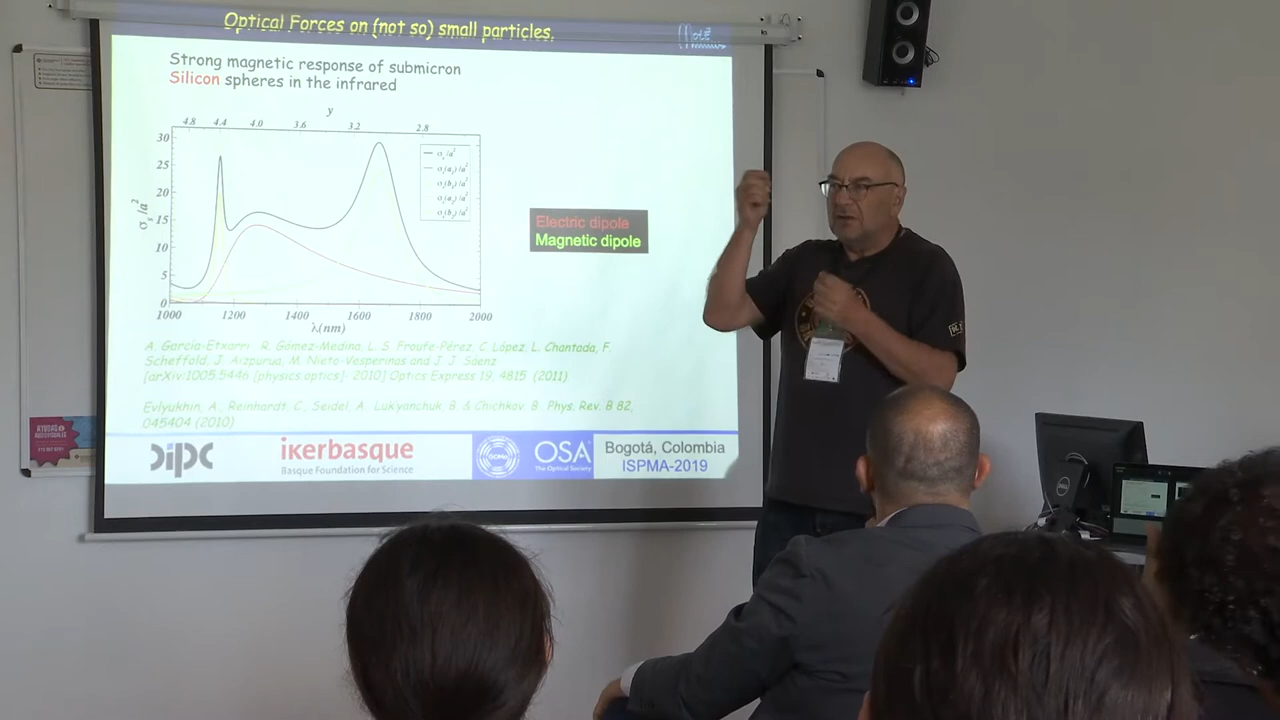 Optical Forces on (not so) small particles.
Strong magnetic response of submicron
Silicon spheres in the infrared
y
4.8 4.4 4.0 3.6 3.2 2.8
30
25
20
15
10
5
0
σs/a²
1000 1200 1400 1600 1800 2000
λ(nm)
Electric dipole
Magnetic dipole
A. García-Etxarri, R. Gómez-Medina, L. S. Froufe-Pérez, C. López, L. Chantada, F.
Scheffold, J. Aizpurua, M. Nieto-Vesperinas and J. J. Sáenz
[arXiv:1005.5446 [physics.optics]- 2010] Optics Express 19, 4815 (2011)
Evlyukhin, A., Reinhardt, C., Seidel, A., Lukyanchuk, B. & Chichkov, B. Phys. Rev. B 82,
045404 (2010)
DIPC
ikerbasque
Basque Foundation for Science
OSA
The Optical Society
Bogotá, Colombia
ISPMA-2019
DELL